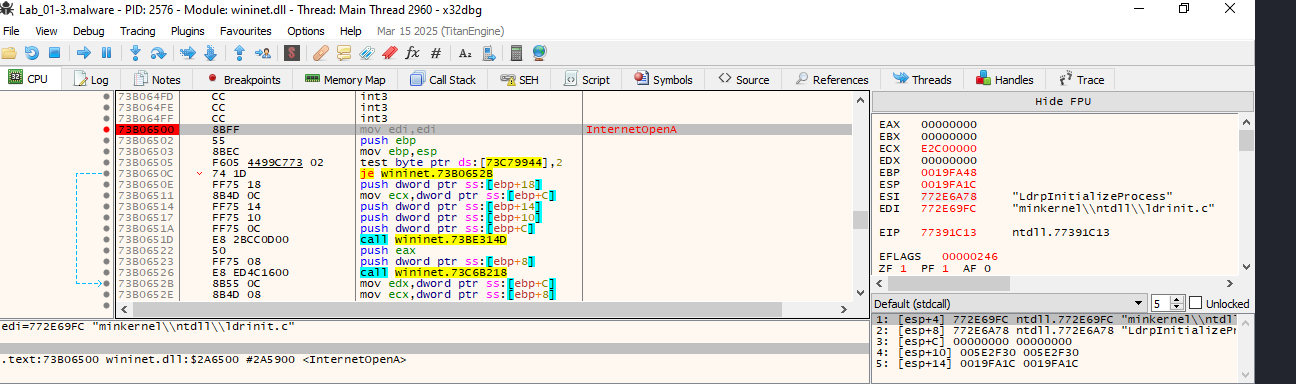 Lab_01-3.malware - PID: 2576 - Module: wininet.dll - Thread: Main Thread 2960 - x32dbg
File View Debug Tracing Plugins Favourites Options Help Mar 15 2025 (TitanEngine)
CPU Log Notes Breakpoints Memory Map Call Stack SEH Script Symbols Source References Threads Handles Trace
73B064FD CC int3
73B064FE CC int3
73B064FF CC int3
73B06500 8BFF mov edi,edi InternetOpenA
73B06502 55 push ebp
73B06503 8BEC mov ebp,esp
73B06505 F605 4499C773 02 test byte ptr ds:[73C79944],2
73B0650C 74 1D je wininet.73B0652B
73B0650E FF75 18 push dword ptr ss:[ebp+18]
73B06511 8B4D 0C mov ecx,dword ptr ss:[ebp+C]
73B06514 FF75 14 push dword ptr ss:[ebp+14]
73B06517 FF75 10 push dword ptr ss:[ebp+10]
73B0651A FF75 0C push dword ptr ss:[ebp+C]
73B0651D E8 2BCC0D00 call wininet.73BE314D
73B06522 50 push eax
73B06523 FF75 08 push dword ptr ss:[ebp+8]
73B06526 E8 ED4C1600 call wininet.73C6B218
73B0652B 8B55 0C mov edx,dword ptr ss:[ebp+C]
73B0652E 8B4D 08 mov ecx,dword ptr ss:[ebp+8]
edi=772E69FC "minkernel\\ntdll\\ldrinit.c"
.text:73B06500 wininet.dll:$2A6500 #2A5900 <InternetOpenA>
Hide FPU
EAX 00000000
EBX 00000000
ECX E2C00000
EDX 00000000
EBP 0019FA48
ESP 0019FA1C
ESI 772E6A78 "LdrpInitializeProcess"
EDI 772E69FC "minkernel\\ntdll\\ldrinit.c"
EIP 77391C13 ntdll.77391C13
EFLAGS 00000246
ZF 1 PF 1 AF 0
Default (stdcall) 5 Unlocked
1: [esp+4] 772E69FC ntdll.772E69FC "minkernel\\ntdl
2: [esp+8] 772E6A78 ntdll.772E6A78 "LdrpInitializePr
3: [esp+C] 00000000 00000000
4: [esp+10] 005E2F30 005E2F30
5: [esp+14] 0019FA1C 0019FA1C